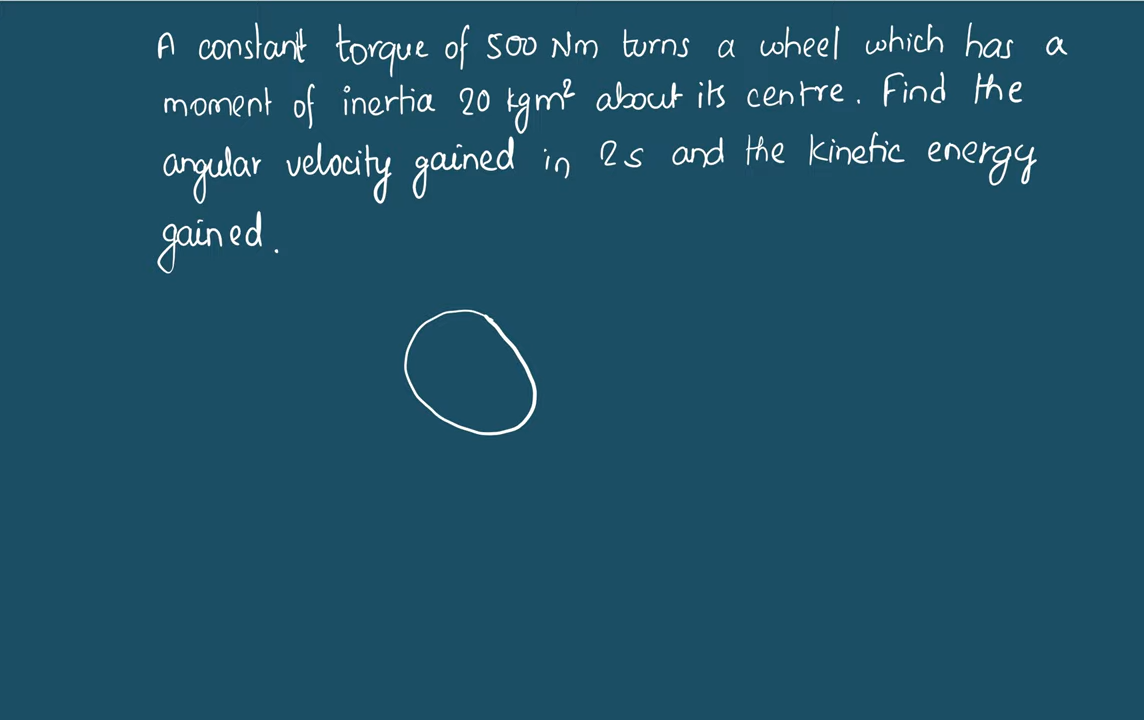 A constant torque of 500 Nm turns a wheel which has a
moment of inertia 20 kgm² about its centre. Find the
angular velocity gained in 2s and the kinetic energy
gained.